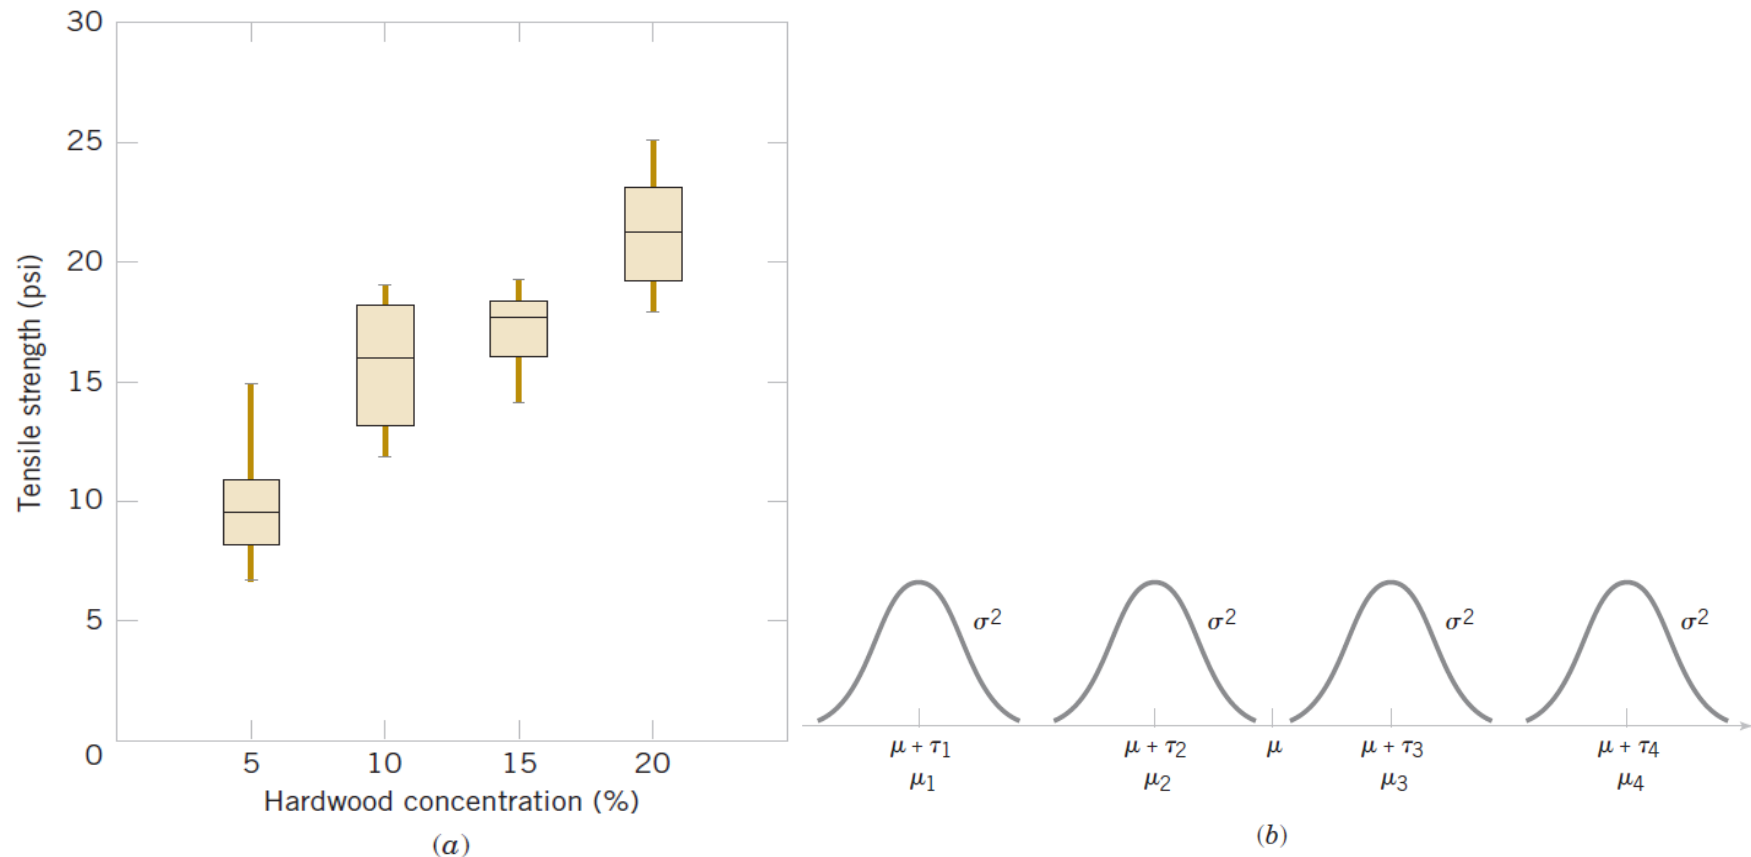 30
25
20
15
10
5
0
Tensile strength (psi)
5 10 15 20
Hardwood concentration (%)
(a)
σ2 σ2 σ2 σ2
μ + τ1 μ + τ2 μ μ + τ3 μ + τ4
μ1 μ2 μ3 μ4
(b)